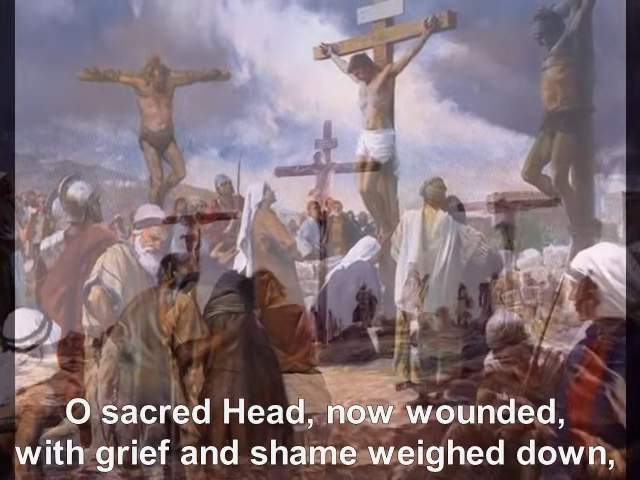 O sacred Head, now wounded,
with grief and shame weighed down,